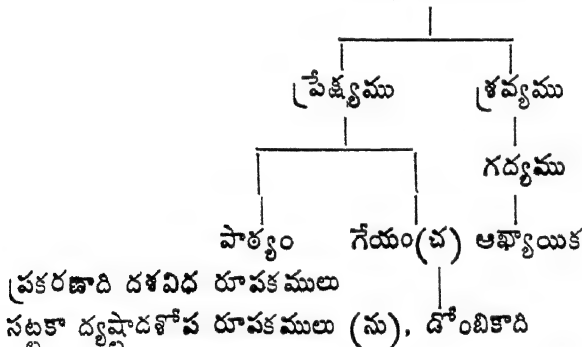 ప్రేక్ష్యము శ్రవ్యము
గద్యము
పాఠ్యం గేయం(చ) ఆఖ్యాయిక
ప్రకరణాది దశవిధ రూపకములు
సట్టకా ద్యష్టాదశోప రూపకములు (ను), డోంబికాది